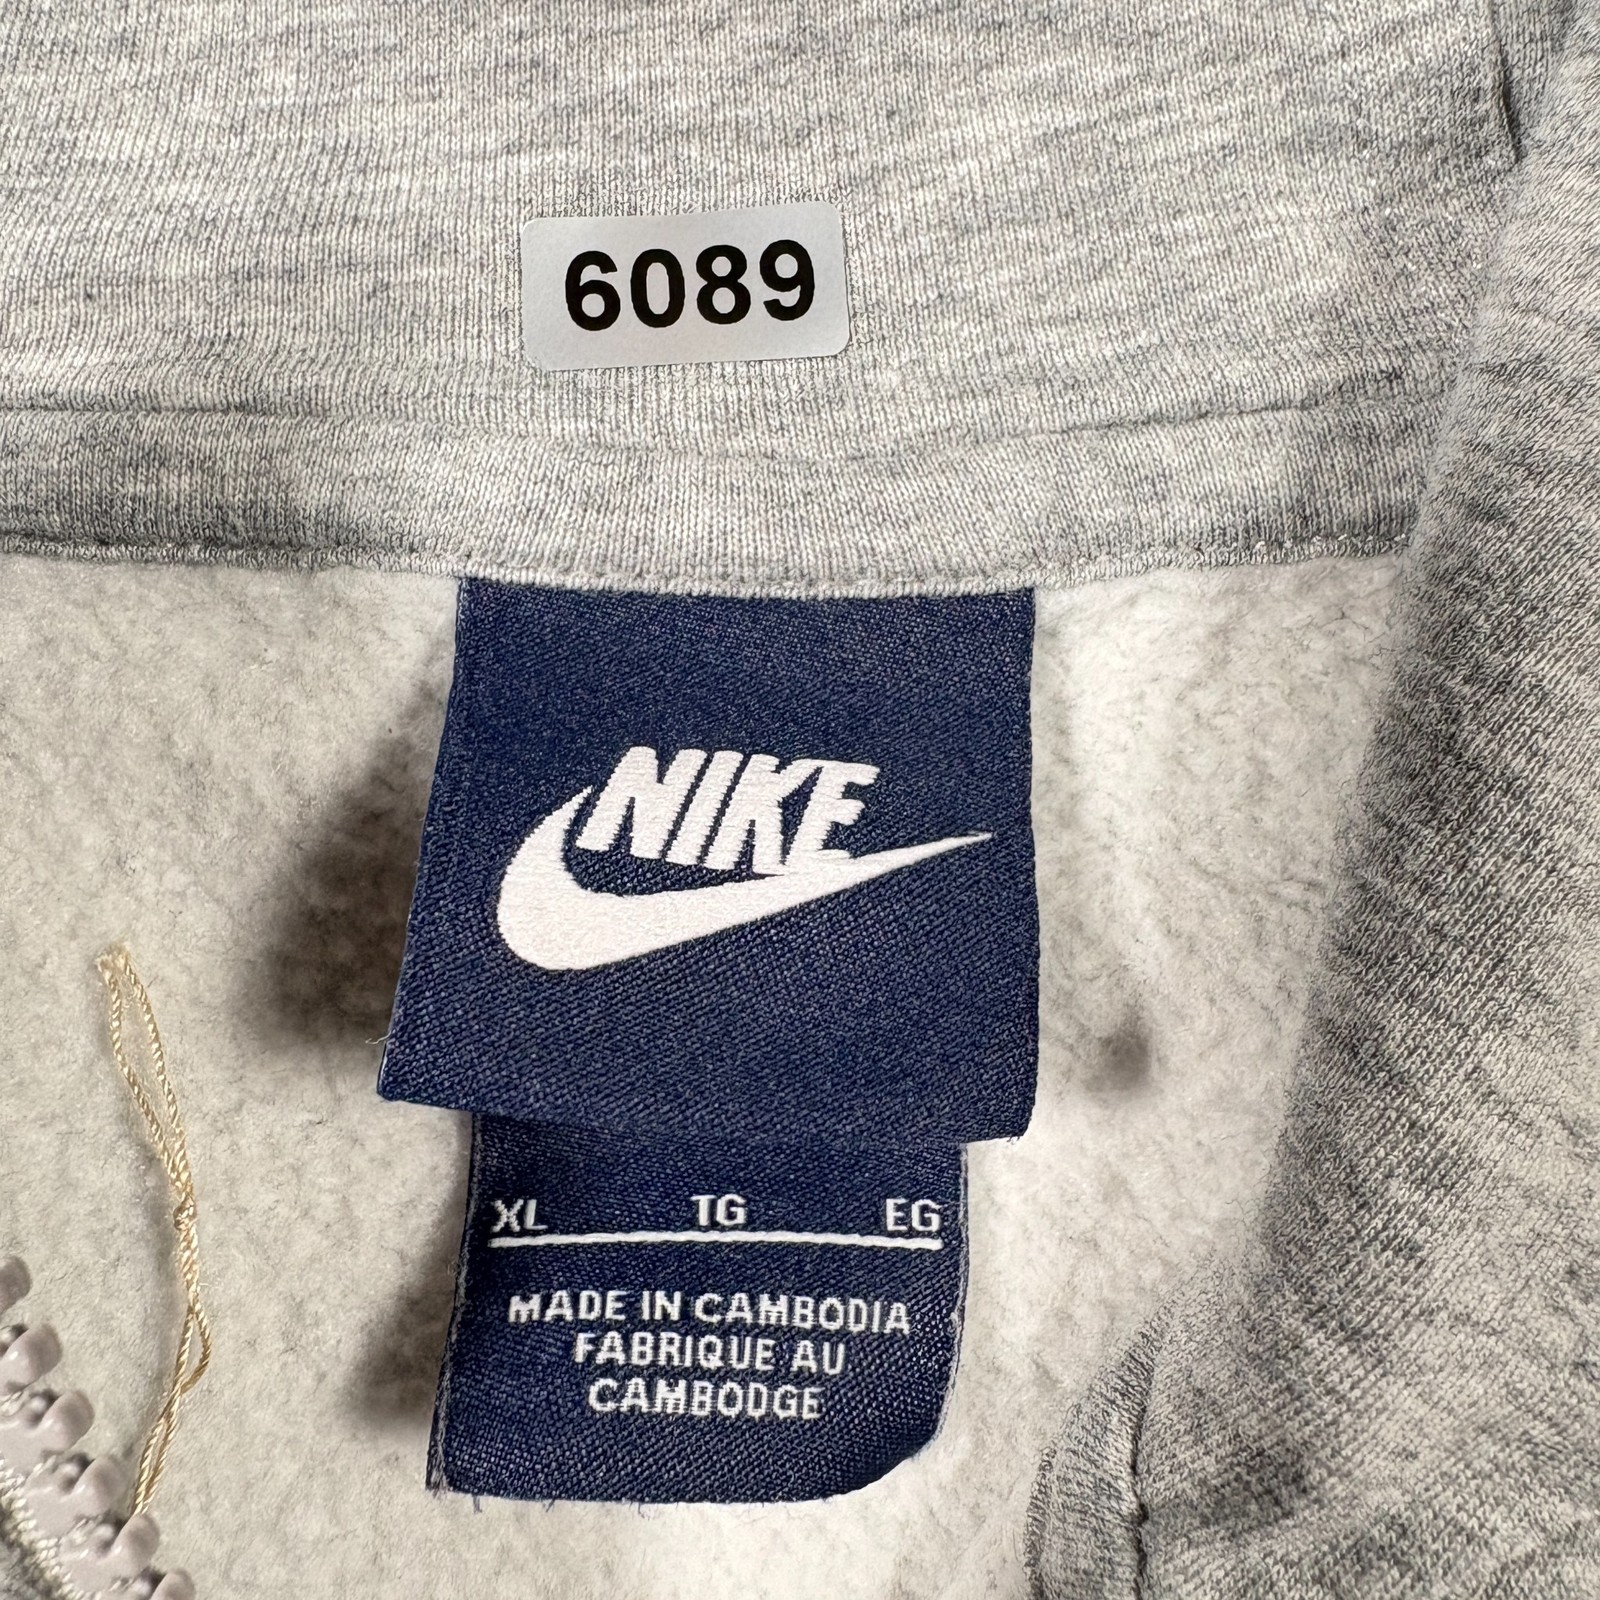 6089
NIKE
XL TG EG
MADE IN CAMBODIA
FABRIQUE AU
CAMBODGE